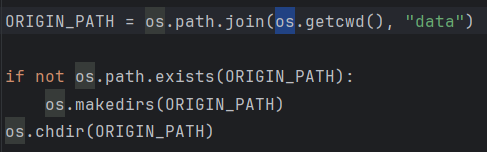 ORIGIN_PATH = os.path.join(os.getcwd(), "data")
if not os.path.exists(ORIGIN_PATH):
    os.makedirs(ORIGIN_PATH)
os.chdir(ORIGIN_PATH)